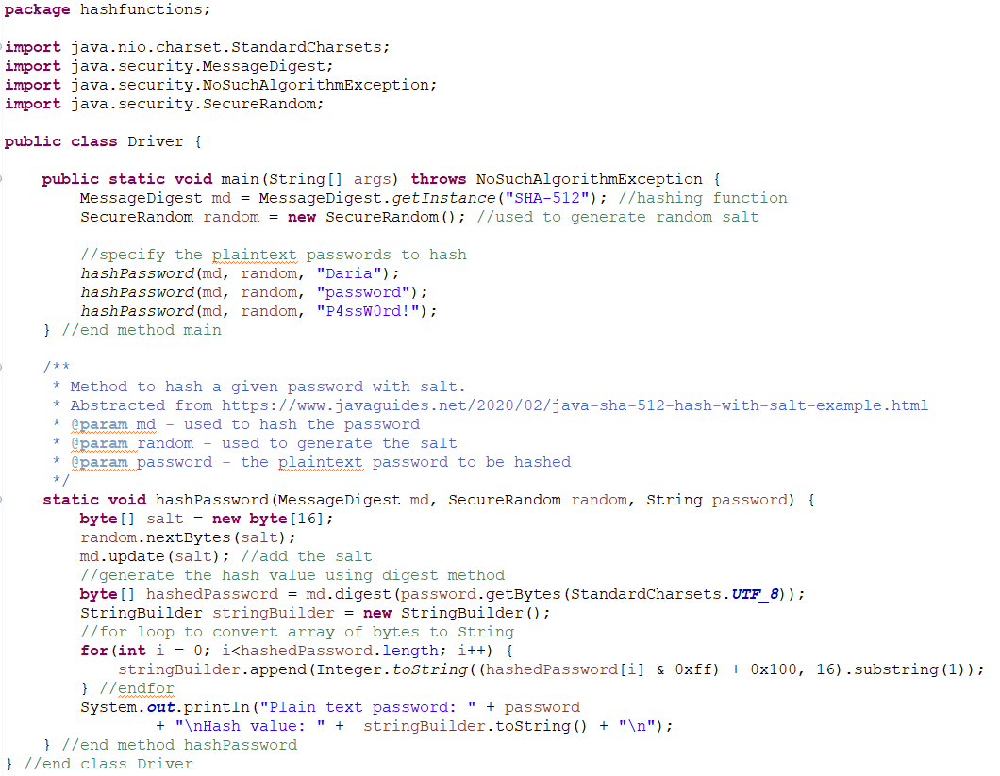 package hashfunctions;
import java.nio.charset.StandardCharsets;
import java.security.MessageDigest;
import java.security.NoSuchAlgorithmException;
import java.security.SecureRandom;
public class Driver {
    public static void main(String[] args) throws NoSuchAlgorithmException {
        MessageDigest md = MessageDigest.getInstance("SHA-512"); //hashing function
        SecureRandom random = new SecureRandom(); //used to generate random salt
        //specify the plaintext passwords to hash
        hashPassword(md, random, "Daria");
        hashPassword(md, random, "password");
        hashPassword(md, random, "P4ssW0rd!");
    } //end method main
    /**
     * Method to hash a given password with salt.
     * Abstracted from https://www.javaguides.net/2020/02/java-sha-512-hash-with-salt-example.html
     * @param md - used to hash the password
     * @param random - used to generate the salt
     * @param password - the plaintext password to be hashed
     */
    static void hashPassword(MessageDigest md, SecureRandom random, String password) {
        byte[] salt = new byte[16];
        random.nextBytes(salt);
        md.update(salt); //add the salt
        //generate the hash value using digest method
        byte[] hashedPassword = md.digest(password.getBytes(StandardCharsets.UTF_8));
        StringBuilder stringBuilder = new StringBuilder();
        //for loop to convert array of bytes to String
        for(int i = 0; i<hashedPassword.length; i++) {
            stringBuilder.append(Integer.toString((hashedPassword[i] & 0xff) + 0x100, 16).substring(1));
        } //endfor
        System.out.println("Plain text password: " + password
                + "\nHash value: " +  stringBuilder.toString() + "\n");
    } //end method hashPassword
} //end class Driver